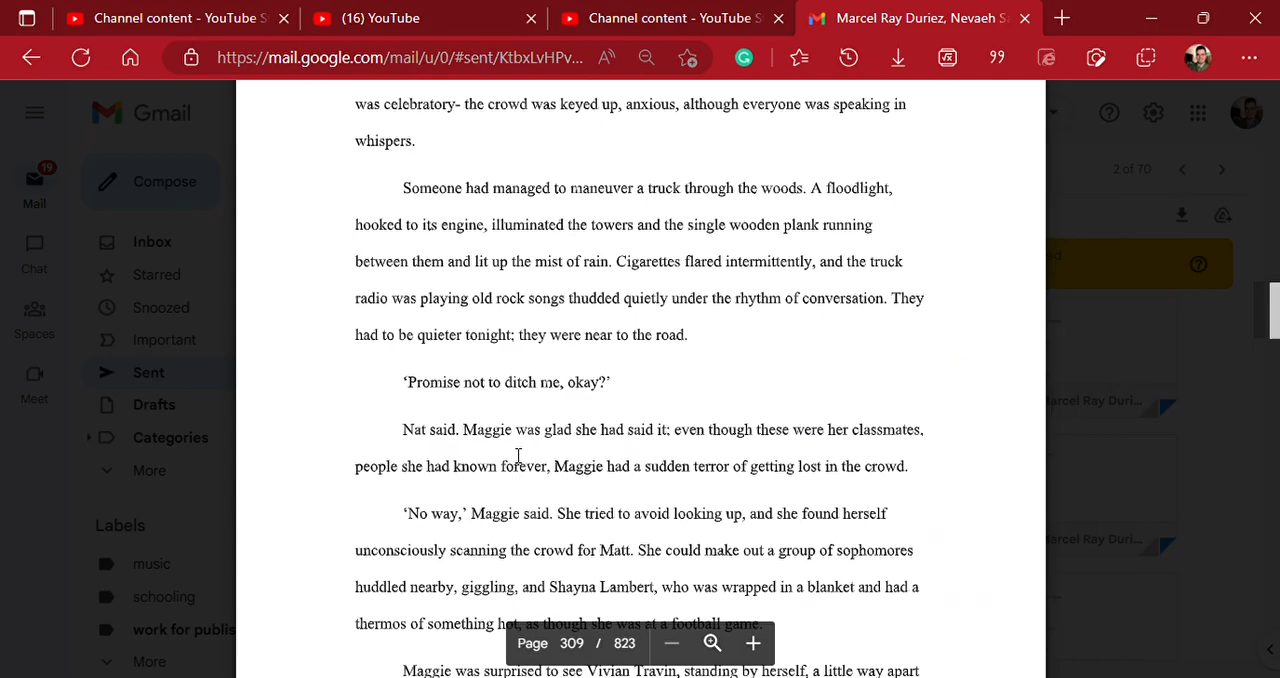 Channel content - YouTube S
(16) YouTube
Channel content - YouTube S
Marcel Ray Duriez, Nevaeh S
https://mail.google.com/mail/u/0/#sent/KtbxLvHPv...
Gmail
2 of 70
19
Mail
Chat
Spaces
Meet
Compose
Inbox
Starred
Snoozed
Important
Sent
Drafts
Categories
More
Labels
music
schooling
work for publis
More
was celebratory- the crowd was keyed up, anxious, although everyone was speaking in
whispers.
Someone had managed to maneuver a truck through the woods. A floodlight,
hooked to its engine, illuminated the towers and the single wooden plank running
between them and lit up the mist of rain. Cigarettes flared intermittently, and the truck
radio was playing old rock songs thudded quietly under the rhythm of conversation. They
had to be quieter tonight; they were near to the road.
‘Promise not to ditch me, okay?’
Nat said. Maggie was glad she had said it; even though these were her classmates,
people she had known forever, Maggie had a sudden terror of getting lost in the crowd.
‘No way,’ Maggie said. She tried to avoid looking up, and she found herself
unconsciously scanning the crowd for Matt. She could make out a group of sophomores
huddled nearby, giggling, and Shayna Lambert, who was wrapped in a blanket and had a
thermos of something hot, as though she was at a football game.
Maggie was surprised to see Vivian Travin, standing by herself, a little way apart
Page 309 / 823
ed
arcel Ray Duri...
arcel Ray Duri...